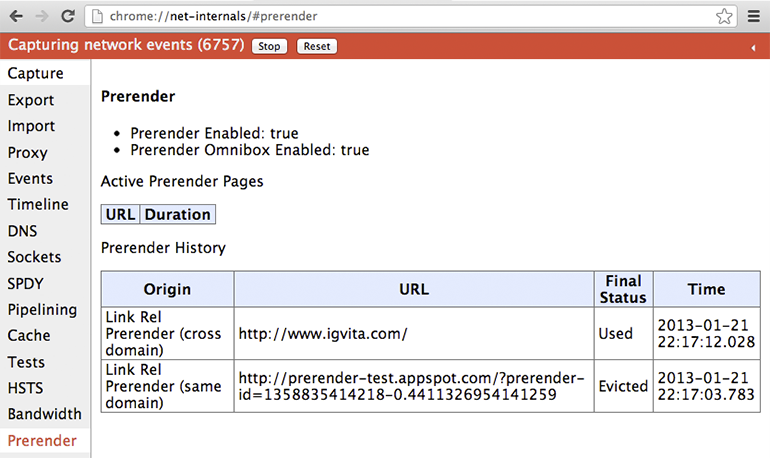 chrome://net-internals/#prerender
Capturing network events (6757) Stop Reset
Capture
Export
Import
Proxy
Events
Timeline
DNS
Sockets
SPDY
Pipelining
Cache
Tests
HSTS
Bandwidth
Prerender
Prerender
• Prerender Enabled: true
• Prerender Omnibox Enabled: true
Active Prerender Pages
URL Duration
Prerender History
Origin URL Final Status Time
Link Rel
Prerender (cross
domain)
http://www.igvita.com/
Used
2013-01-21
22:17:12.028
Link Rel
Prerender (same
domain)
http://prerender-test.appspot.com/?prerender-
id=1358835414218-0.4411326954141259
Evicted
2013-01-21
22:17:03.783